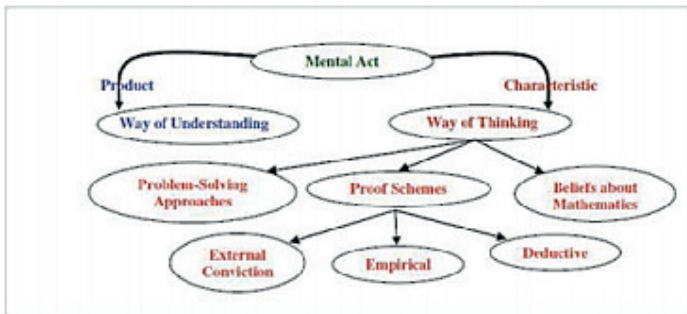 Mental Act
Product
Characteristic
Way of Understanding
Way of Thinking
Problem-Solving
Approaches
Proof Schemes
Beliefs about
Mathematics
External
Conviction
Empirical
Deductive